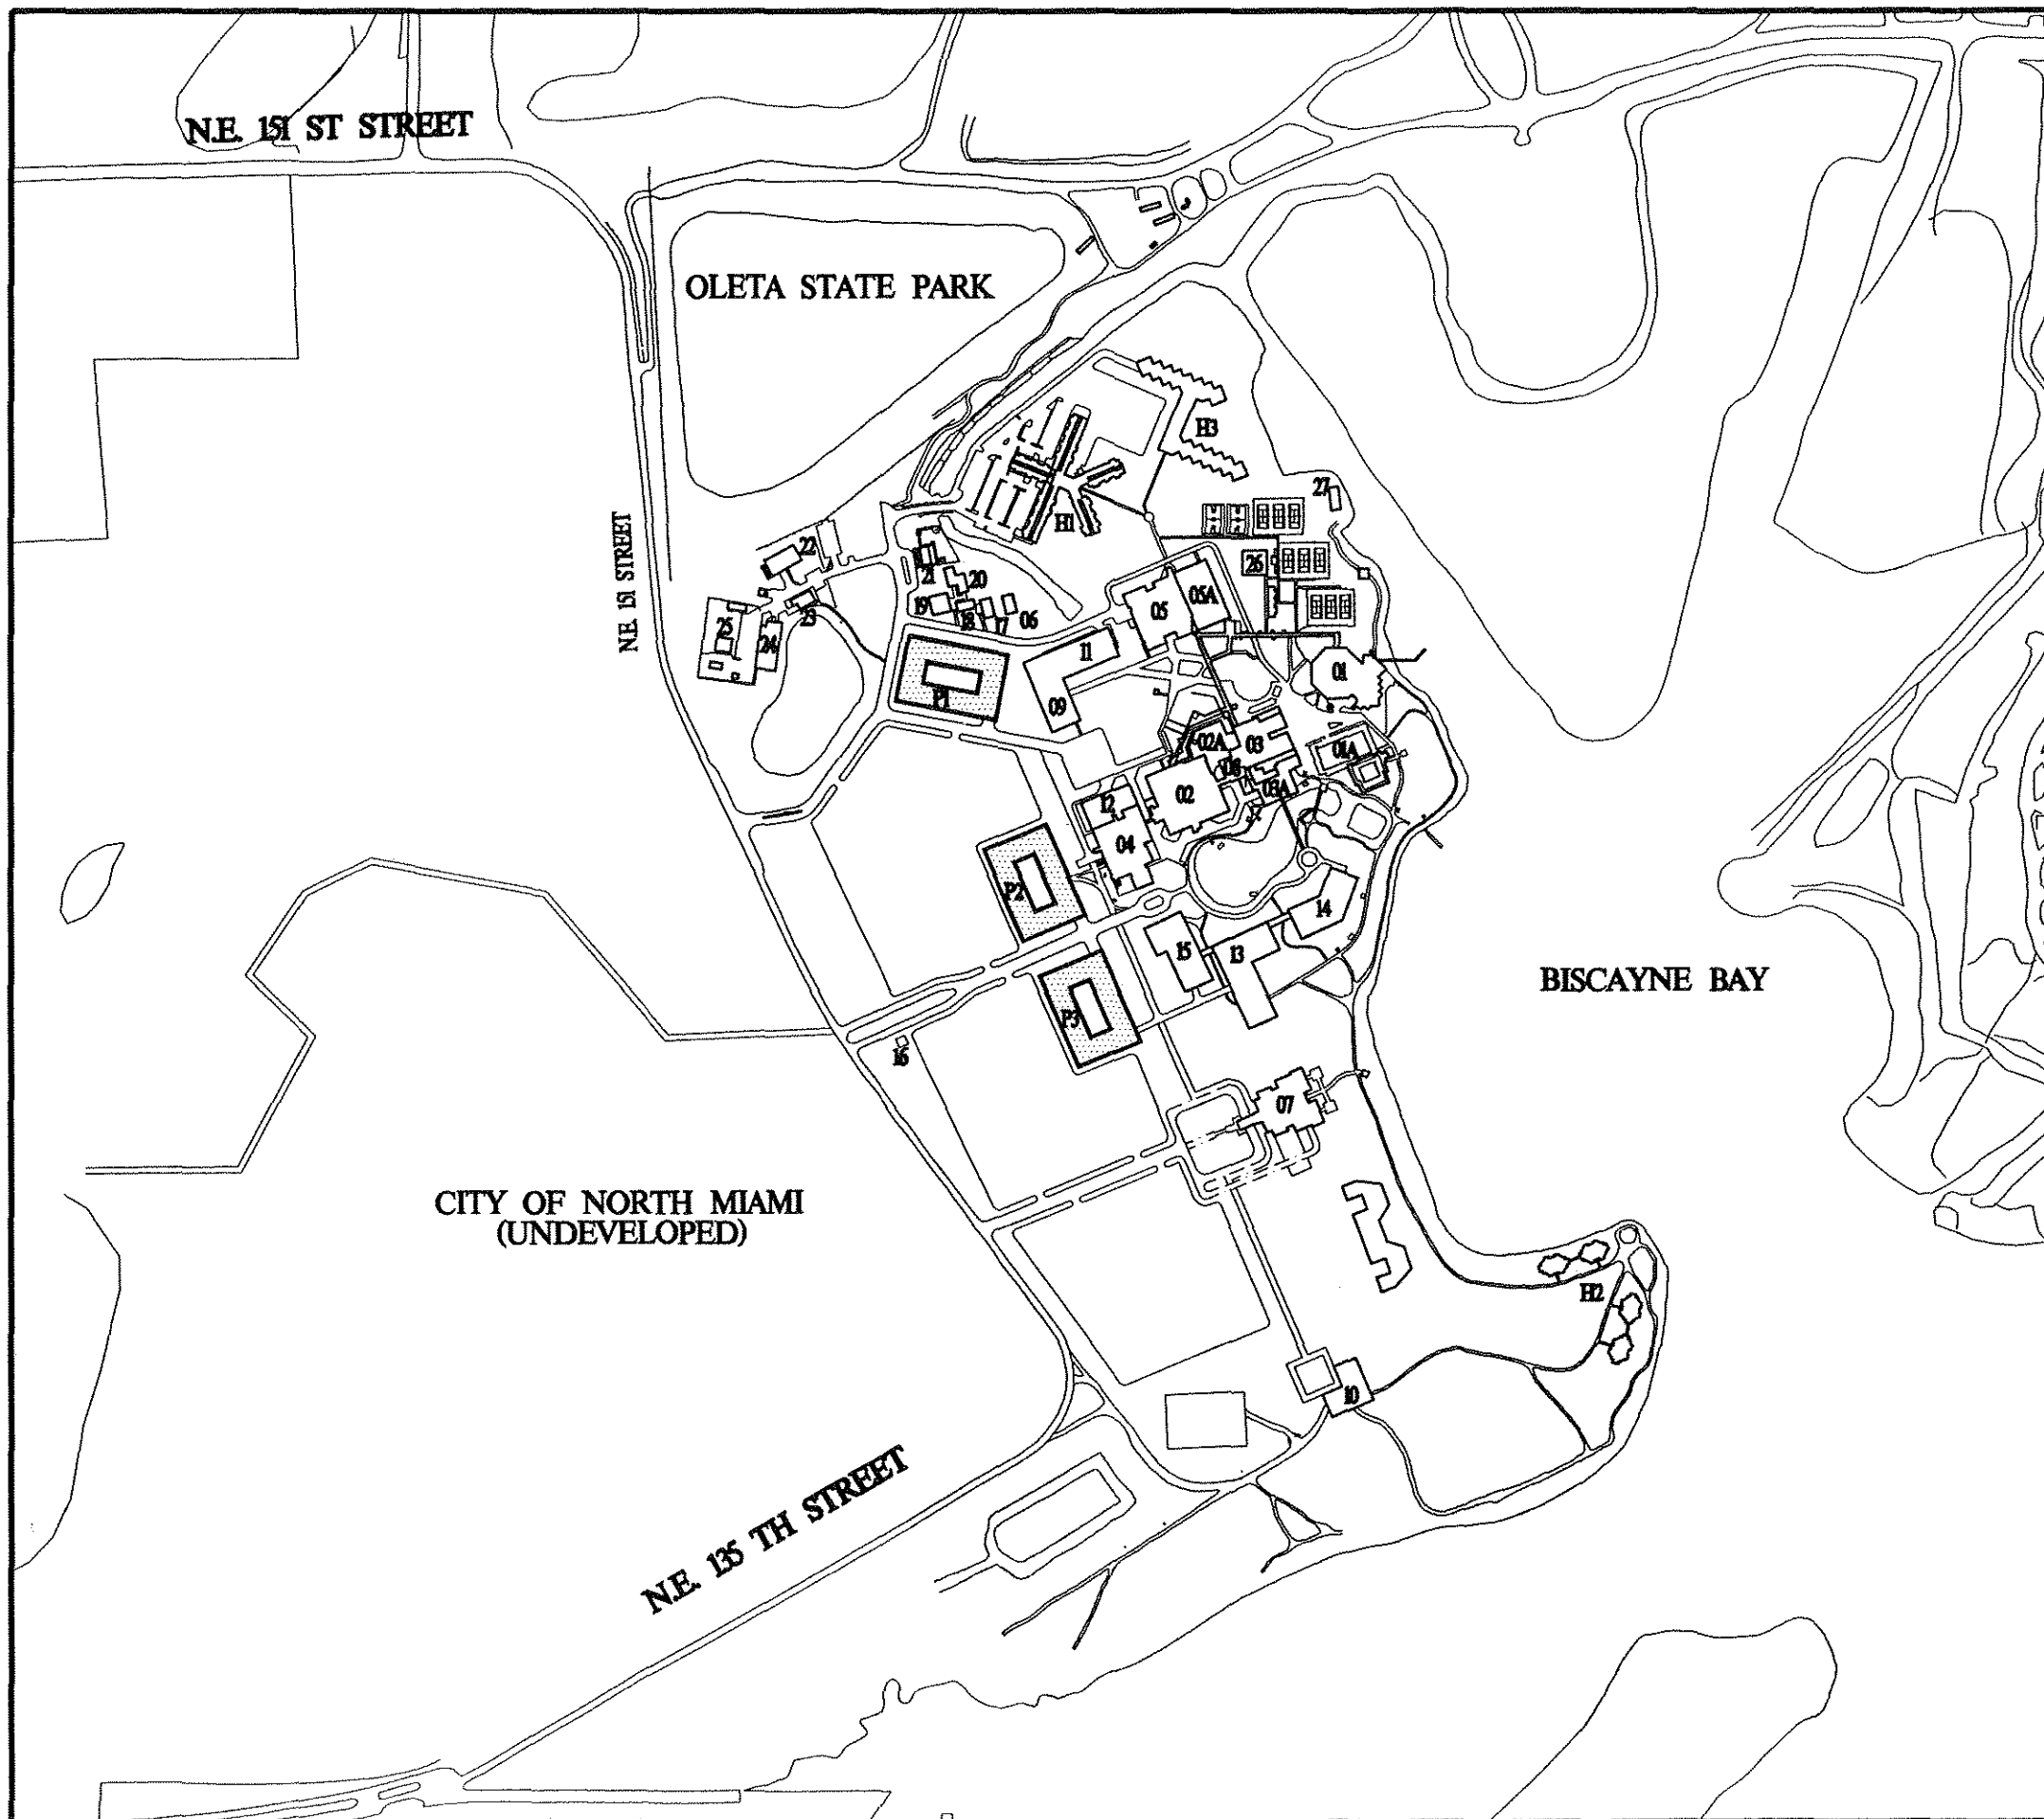 N.E. 151 ST STREET
OLETA STATE PARK
H3
27
H1
N.E. 151 STREET
22
26
21
20
05A
19
05
23
18
17
06
25
24
11
01
P1
09
02A
03
01A
08
03A
02
12
04
P2
14
15
13
BISCAYNE BAY
P3
16
07
CITY OF NORTH MIAMI
(UNDEVELOPED)
H2
10
N.E. 135 TH STREET